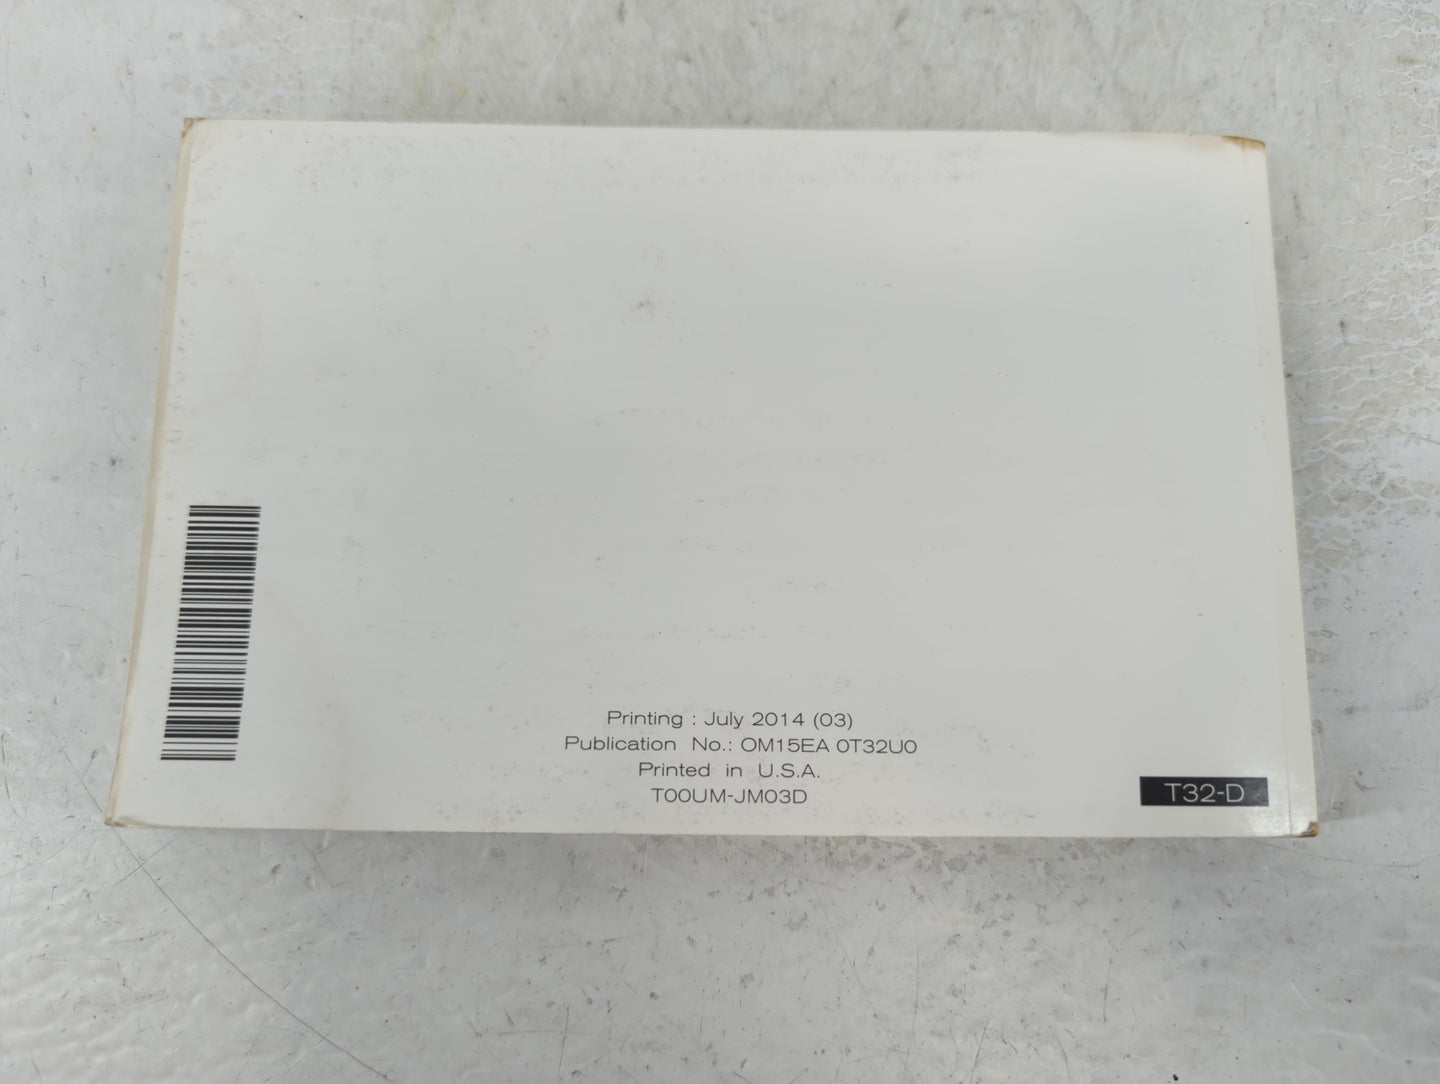 Printing : July 2014 (03)
Publication No.: OM15EA 0T32U0
Printed in U.S.A.
T00UM-JM03D
T32-D